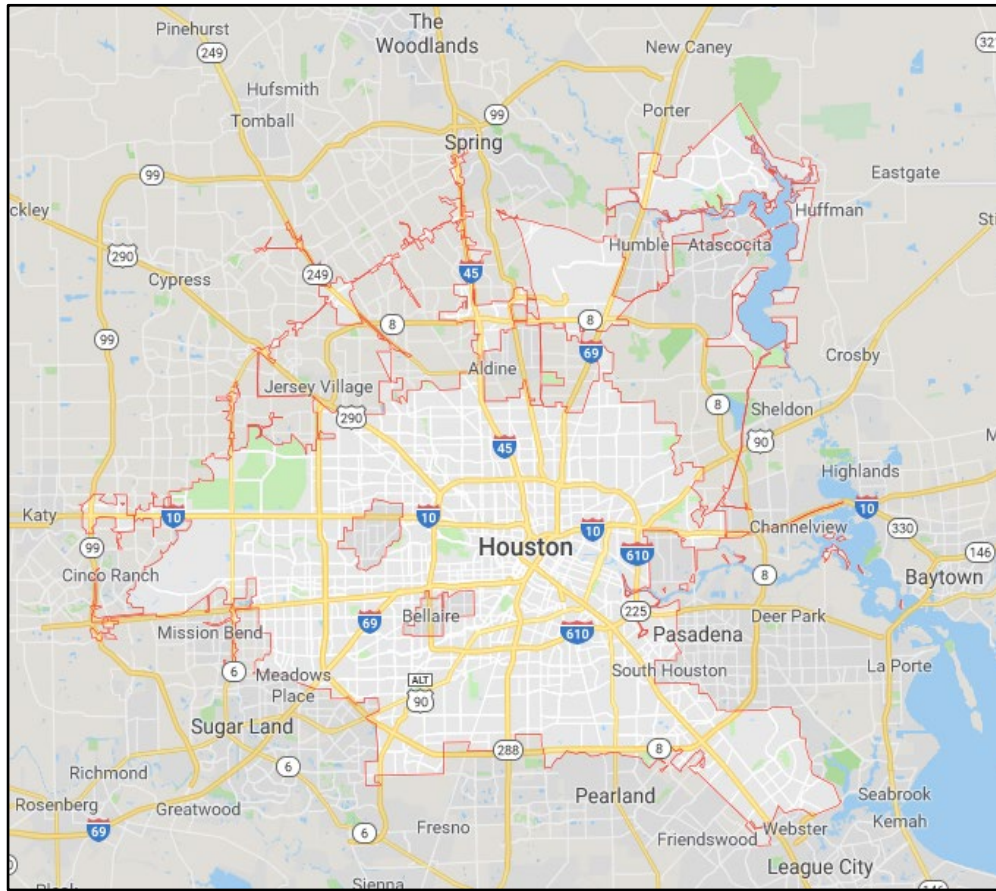 The
Woodlands
Pinehurst
249
New Caney
Hufsmith
Porter
Tomball
99
99
Spring
Eastgate
Huffman
Humble
Atascocita
290
Cypress
249
45
8
8
69
99
Aldine
Crosby
Jersey Village
290
8
Sheldon
90
45
Highlands
Katy
10
10
10
10
Channelview
330
Houston
610
146
99
Cinco Ranch
8
Baytown
225
Bellaire
Deer Park
69
610
Mission Bend
Pasadena
La Porte
6
Meadows
Place
South Houston
ALT
90
Sugar Land
288
8
6
Richmond
Pearland
Seabrook
Rosenberg
Greatwood
Kemah
69
6
Fresno
Friendswood
Webster
League City
Sienna